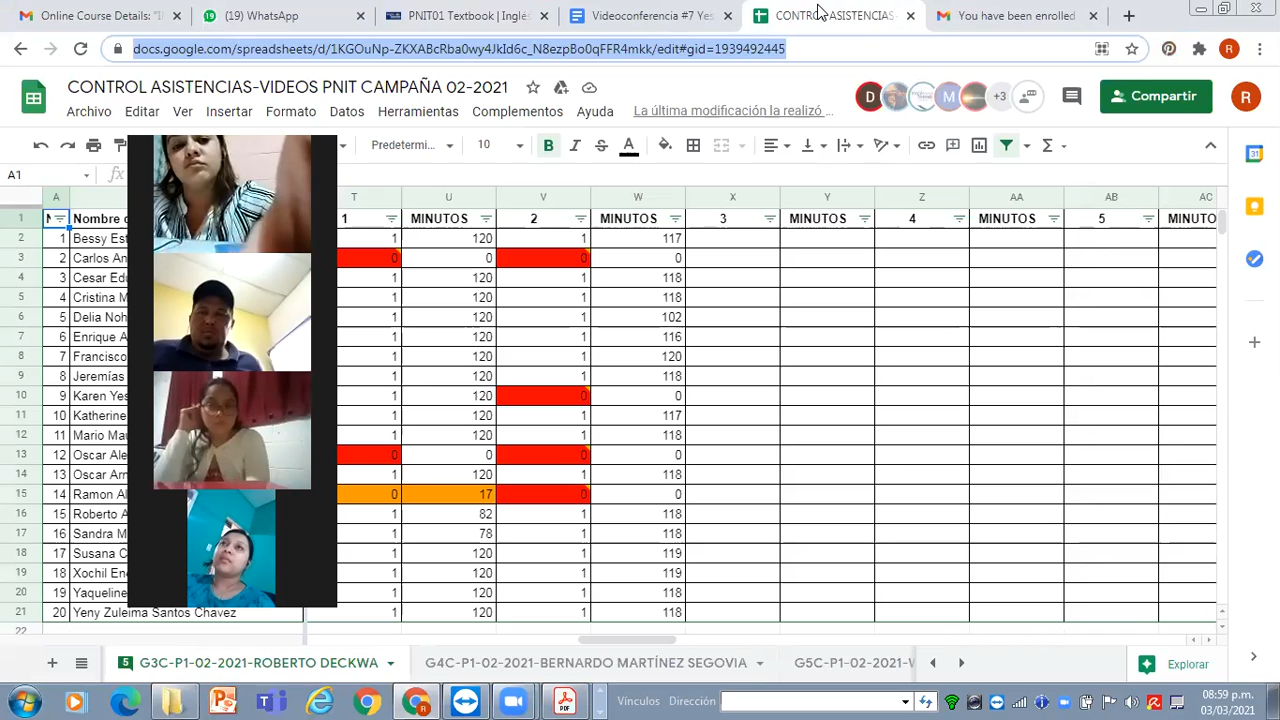 Online Course Details "I
(19) WhatsApp
PNIT01 Textbook | Inglé
Videoconferencia #7 Yes
CONTROL ASISTENCIAS-
You have been enrolled
docs.google.com/spreadsheets/d/1KGOuNp-ZKXABcRba0wy4JkId6c_N8ezpBo0qFFR4mkk/edit#gid=1939492445
CONTROL ASISTENCIAS-VIDEOS PNIT CAMPAÑA 02-2021
D M +3 Compartir R
Archivo Editar Ver Insertar Formato Datos Herramientas Complementos Ayuda La última modificación la realizó ...
Predetermi... 10 B I S A
A1 fx
A T U V W X Y Z AA AB AC
1 N Nombre d 1 MINUTOS 2 MINUTOS 3 MINUTOS 4 MINUTOS 5 MINUTO
2 1 Bessy Est 1 120 1 117
3 2 Carlos An 0 0 0 0
4 3 Cesar Edu 1 120 1 118
5 4 Cristina M 1 120 1 118
6 5 Delia Noh 1 120 1 102
7 6 Enrique A 1 120 1 116
8 7 Francisco 1 120 1 120
9 8 Jeremías 1 120 1 118
10 9 Karen Yes 1 120 0 0
11 10 Katherine 1 120 1 117
12 11 Mario Mau 1 120 1 118
13 12 Oscar Ale 0 0 0 0
14 13 Oscar Arn 1 120 1 118
15 14 Ramon Al 0 17 0 0
16 15 Roberto A 1 82 1 118
17 16 Sandra M 1 78 1 118
18 17 Susana C 1 120 1 119
19 18 Xochil Ene 1 120 1 119
20 19 Yaqueline 1 120 1 118
21 20 Yeny Zuleima Santos Chavez 1 120 1 118
22
5 G3C-P1-02-2021-ROBERTO DECKWA
G4C-P1-02-2021-BERNARDO MARTÍNEZ SEGOVIA
G5C-P1-02-2021-
Explorar
Vínculos Dirección
08:59 p.m.
03/03/2021